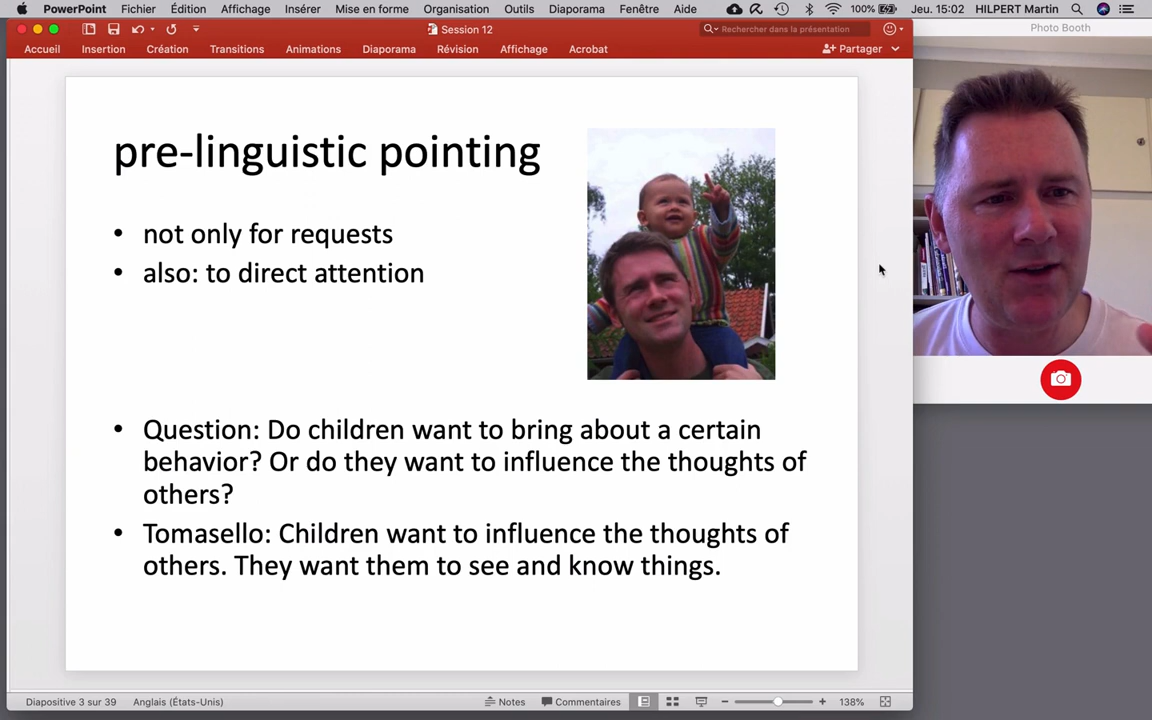 PowerPoint Fichier Édition Affichage Insérer Mise en forme Organisation Outils Diaporama Fenêtre Aide 100% Jeu. 15:02 HILPERT Martin
Session 12 Rechercher dans la présentation
Photo Booth
Accueil Insertion Création Transitions Animations Diaporama Révision Affichage Acrobat Partager
pre-linguistic pointing
• not only for requests
• also: to direct attention
• Question: Do children want to bring about a certain
behavior? Or do they want to influence the thoughts of
others?
• Tomasello: Children want to influence the thoughts of
others. They want them to see and know things.
Diapositive 3 sur 39 Anglais (États-Unis) Notes Commentaires 138%